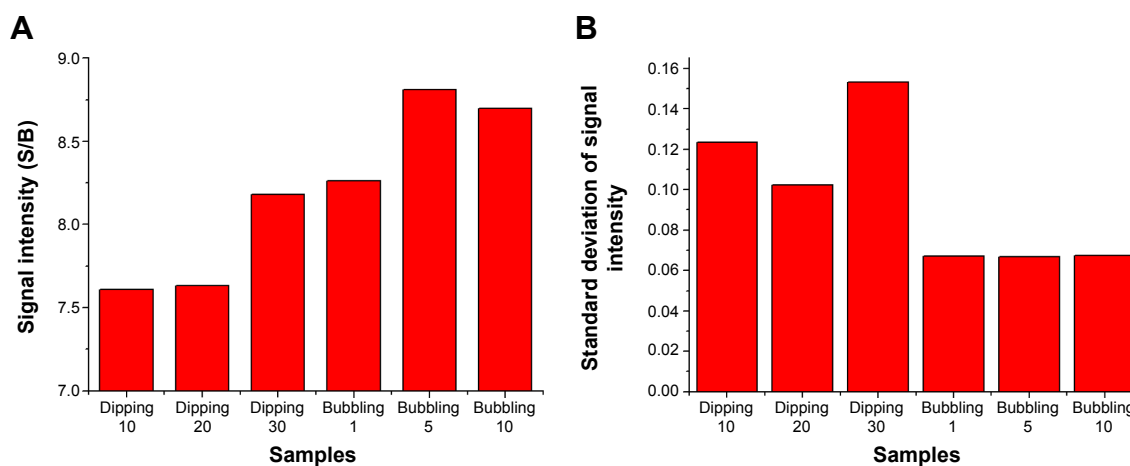 A
Signal intensity (S/B)
9.0
8.5
8.0
7.5
7.0
Dipping Dipping Dipping Bubbling Bubbling Bubbling
10 20 30 1 5 10
Samples
B
Standard deviation of signal
intensity
0.16
0.14
0.12
0.10
0.08
0.06
0.04
0.02
0.00
Dipping Dipping Dipping Bubbling Bubbling Bubbling
10 20 30 1 5 10
Samples